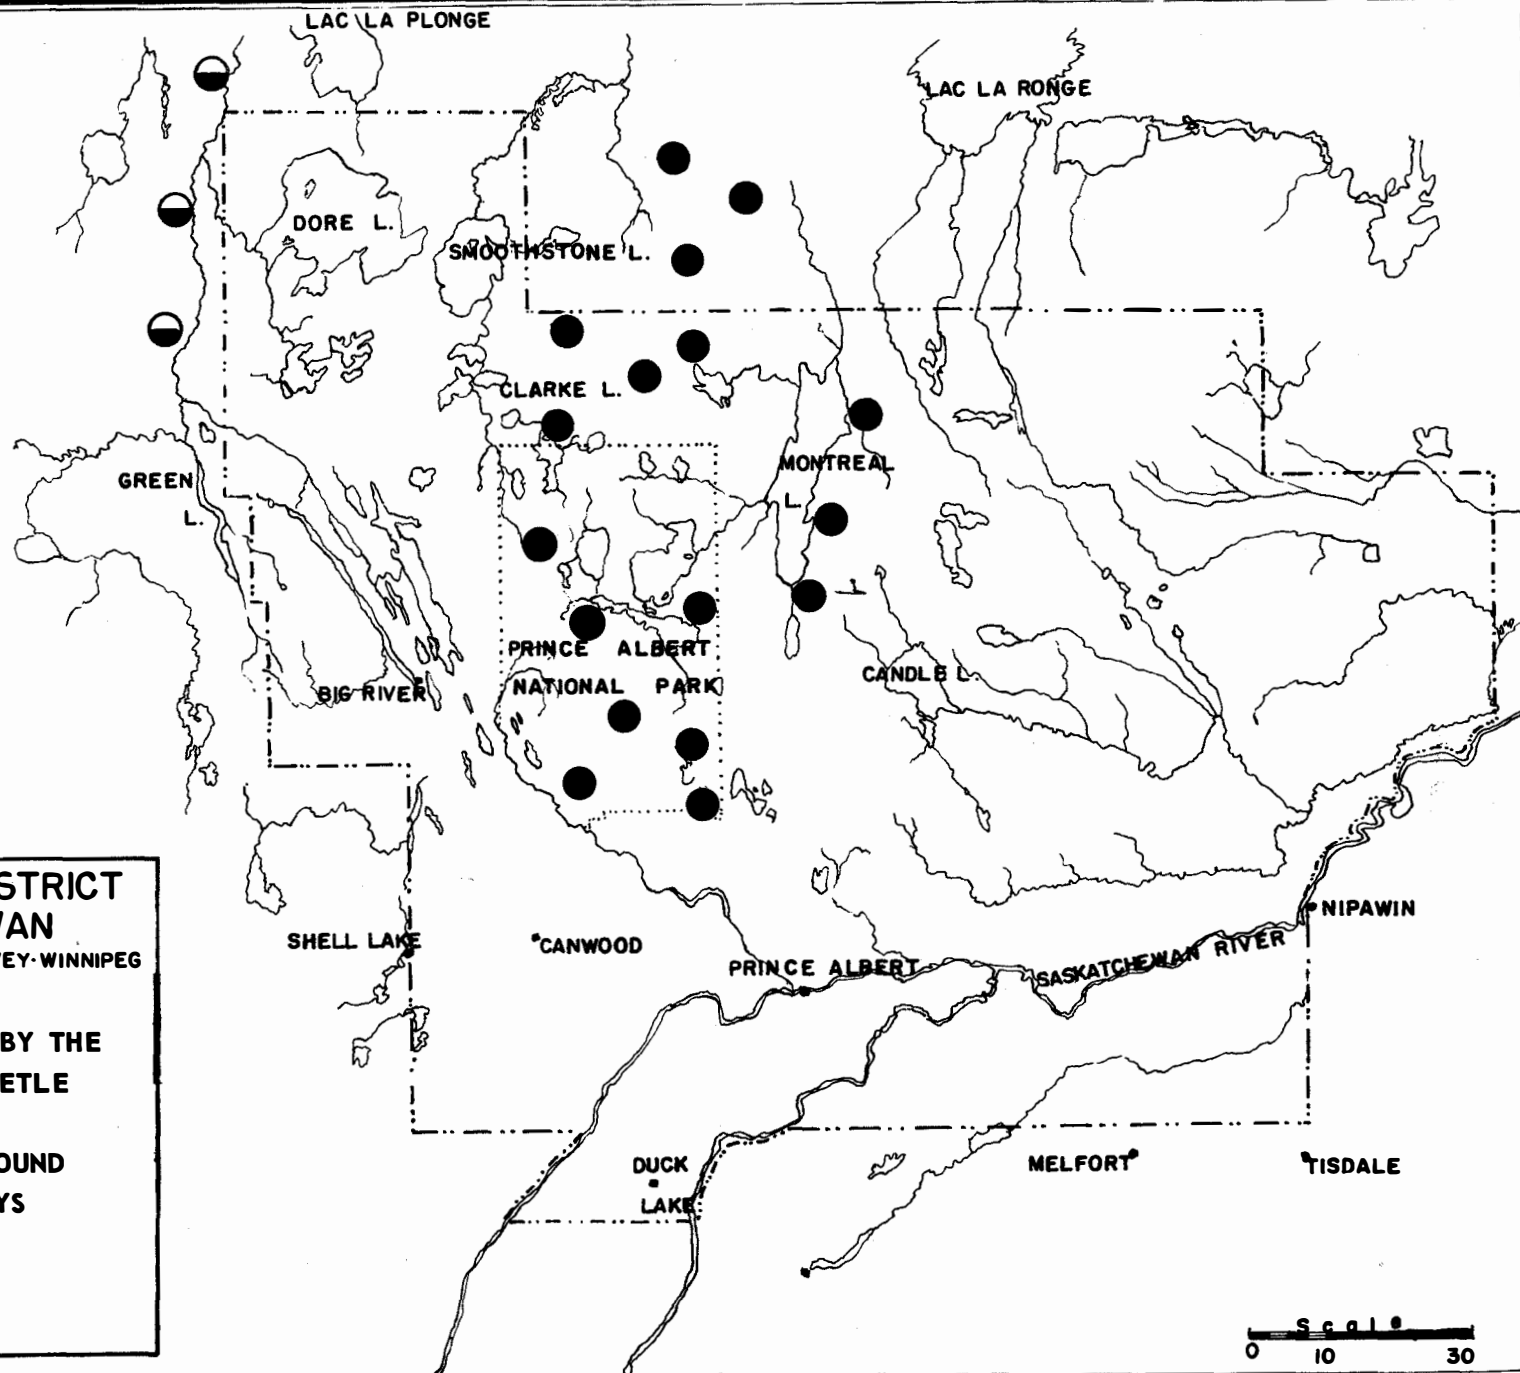 LAC LA PLONGE
LAC LA RONGE
DORE L.
SMOOTHSTONE L.
CLARKE L.
MONTREAL
L.
GREEN
L.
PRINCE ALBERT
NATIONAL PARK
BIG RIVER
CANDLE L.
STRICT
WAN
VEY-WINNIPEG
BY THE
ETLE
OUND
YS
SHELL LAKE
CANWOOD
PRINCE ALBERT
SASKATCHEWAN RIVER
NIPAWIN
DUCK
LAKE
MELFORT
TISDALE
Scale
0 10 30